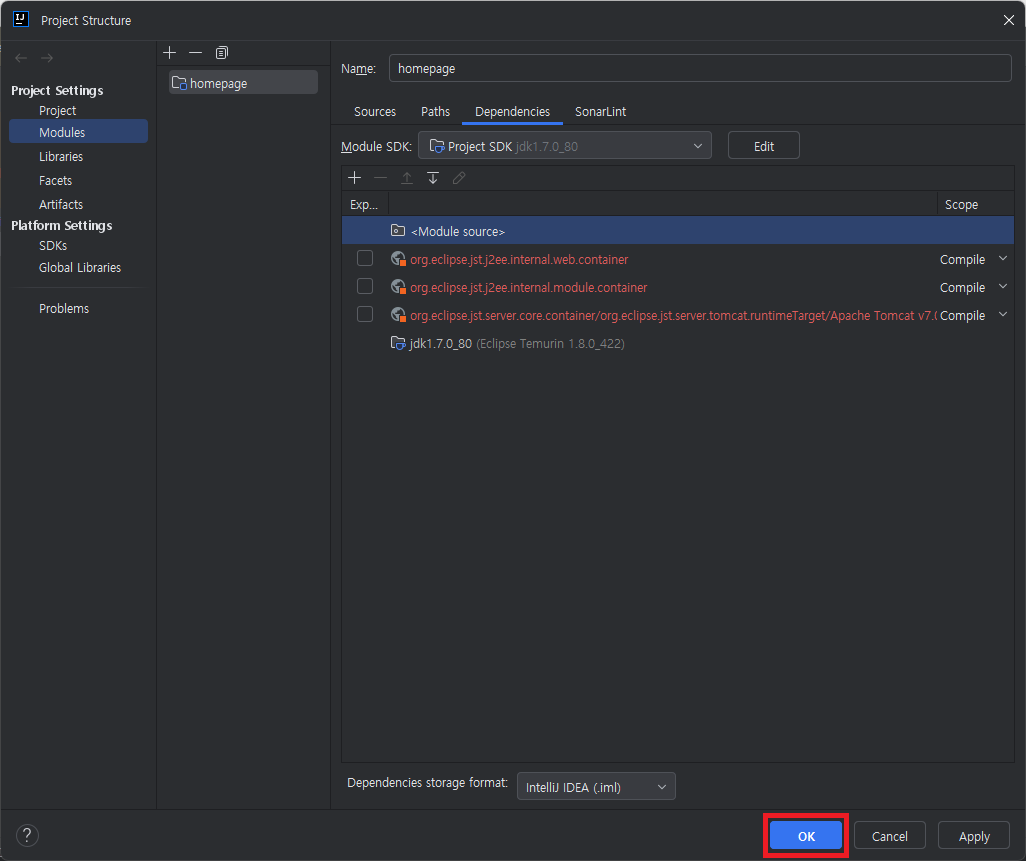 Project Structure
Project Settings
Project
Modules
Libraries
Facets
Artifacts
Platform Settings
SDKs
Global Libraries
Problems
homepage
Name: homepage
Sources Paths Dependencies SonarLint
Module SDK: Project SDK jdk1.7.0_80 Edit
Exp... Scope
<Module source>
org.eclipse.jst.j2ee.internal.web.container Compile
org.eclipse.jst.j2ee.internal.module.container Compile
org.eclipse.jst.server.core.container/org.eclipse.jst.server.tomcat.runtimeTarget/Apache Tomcat v7.0 Compile
jdk1.7.0_80 (Eclipse Temurin 1.8.0_422)
Dependencies storage format: IntelliJ IDEA (.iml)
? OK Cancel Apply